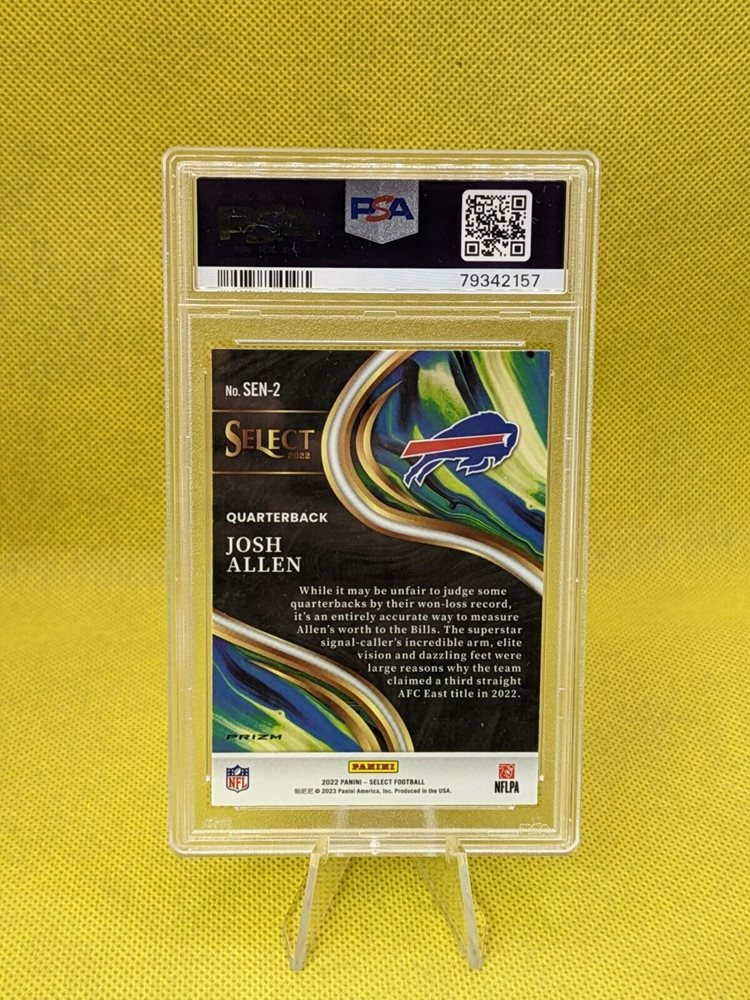 PSA
PSA
79342157
No. SEN-2
SELECT
2022
QUARTERBACK
JOSH
ALLEN
While it may be unfair to judge some
quarterbacks by their won-loss record,
it's an entirely accurate way to measure
Allen's worth to the Bills. The superstar
signal-caller's incredible arm, elite
vision and dazzling feet were
large reasons why the team
claimed a third straight
AFC East title in 2022.
PRIZM
NFL
PANINI
2022 PANINI – SELECT FOOTBALL
帕尼尼 © 2023 Panini America, Inc. Produced in the USA.
NFLPA
PSA